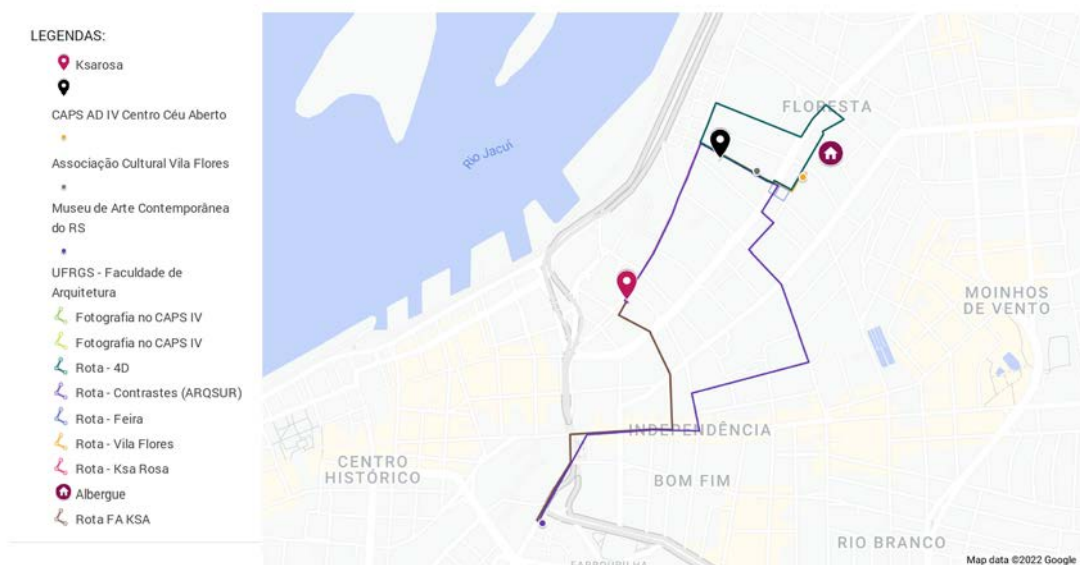 LEGENDAS:
Ksarosa
CAPS AD IV Centro Céu Aberto
Associação Cultural Vila Flores
Museu de Arte Contemporânea
do RS
UFRGS - Faculdade de
Arquitetura
Fotografia no CAPS IV
Fotografia no CAPS IV
Rota - 4D
Rota - Contrastes (ARQSUR)
Rota - Feira
Rota - Vila Flores
Rota - Ksa Rosa
Albergue
Rota FA KSA
FLORESTA
Rio Jacuí
MOINHOS
DE VENTO
INDEPENDÊNCIA
CENTRO
HISTÓRICO
BOM FIM
RIO BRANCO
FARROUPILHA
Map data ©2022 Google